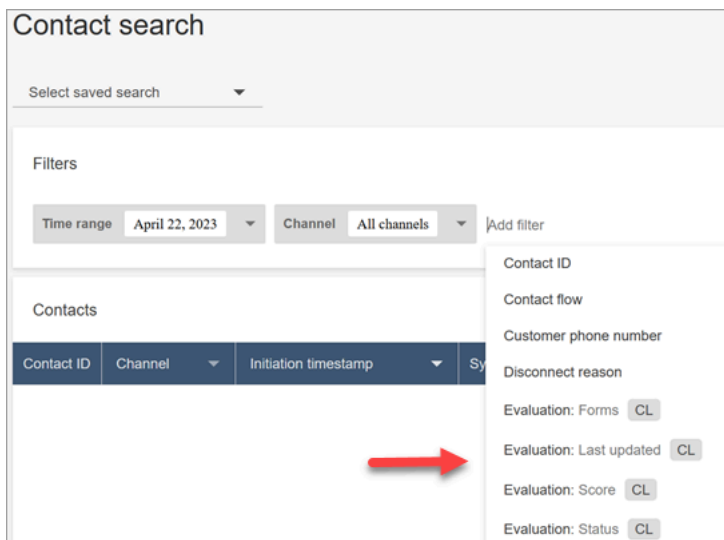 Contact search
Select saved search
Filters
Time range April 22, 2023 Channel All channels Add filter
Contact ID
Contact flow
Customer phone number
Disconnect reason
Evaluation: Forms CL
Evaluation: Last updated CL
Evaluation: Score CL
Evaluation: Status CL
Contacts
Contact ID Channel Initiation timestamp Sy